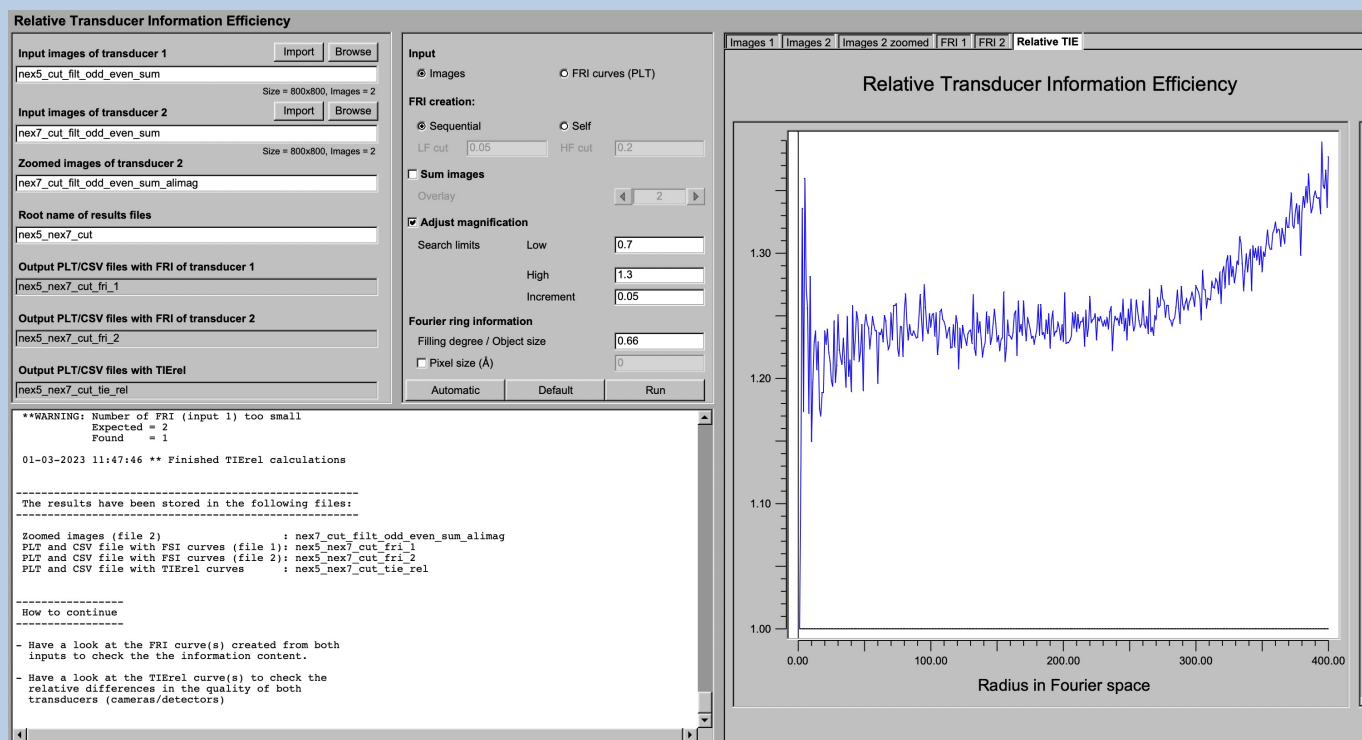 Relative Transducer Information Efficiency
Input images of transducer 1
Import
Browse
nex5_cut_filt_odd_even_sum
Size = 800x800, Images = 2
Input images of transducer 2
Import
Browse
nex7_cut_filt_odd_even_sum
Size = 800x800, Images = 2
Zoomed images of transducer 2
nex7_cut_filt_odd_even_sum_alimag
Root name of results files
nex5_nex7_cut
Output PLT/CSV files with FRI of transducer 1
nex5_nex7_cut_fri_1
Output PLT/CSV files with FRI of transducer 2
nex5_nex7_cut_fri_2
Output PLT/CSV files with TIErel
nex5_nex7_cut_tie_rel
Input
Images
FRI curves (PLT)
FRI creation:
Sequential
Self
LF cut
0.05
HF cut
0.2
Sum images
Overlay
2
Adjust magnification
Search limits
Low
0.7
High
1.3
Increment
0.05
Fourier ring information
Filling degree / Object size
0.66
Pixel size (Å)
0
Automatic
Default
Run
**WARNING: Number of FRI (input 1) too small
Expected = 2
Found = 1
01-03-2023 11:47:46 ** Finished TIErel calculations
------------------------------------------------------
The results have been stored in the following files:
------------------------------------------------------
Zoomed images (file 2) : nex7_cut_filt_odd_even_sum_alimag
PLT and CSV file with FSI curves (file 1): nex5_nex7_cut_fri_1
PLT and CSV file with FSI curves (file 2): nex5_nex7_cut_fri_2
PLT and CSV file with TIErel curves : nex5_nex7_cut_tie_rel
-----------------
How to continue
-----------------
- Have a look at the FRI curve(s) created from both
inputs to check the the information content.
- Have a look at the TIErel curve(s) to check the
relative differences in the quality of both
transducers (cameras/detectors)
Images 1
Images 2
Images 2 zoomed
FRI 1
FRI 2
Relative TIE
Relative Transducer Information Efficiency
1.30
1.20
1.10
1.00
0.00
100.00
200.00
300.00
400.00
Radius in Fourier space